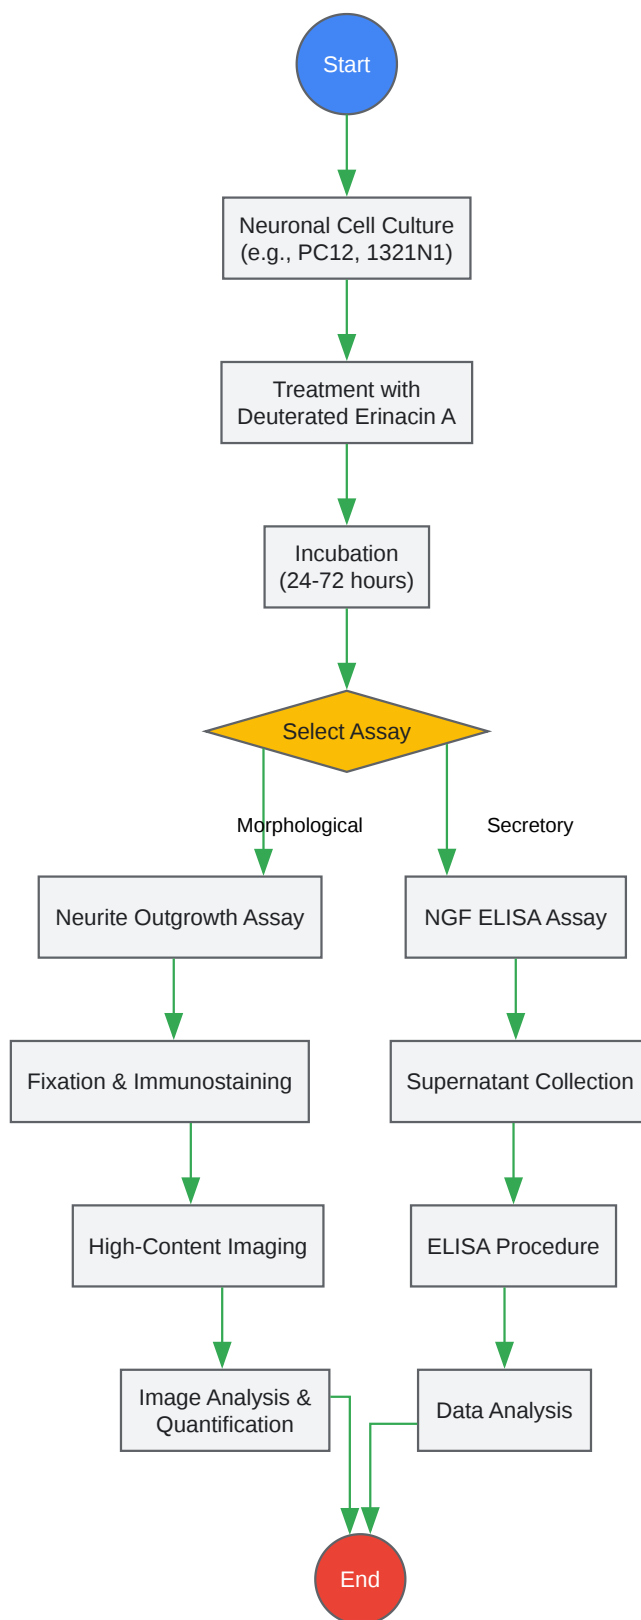 Start
Neuronal Cell Culture
(e.g., PC12, 1321N1)
Treatment with
Deuterated Erinacin A
Incubation
(24-72 hours)
Select Assay
Morphological
Secretory
Neurite Outgrowth Assay
NGF ELISA Assay
Fixation & Immunostaining
Supernatant Collection
High-Content Imaging
ELISA Procedure
Image Analysis &
Quantification
Data Analysis
End